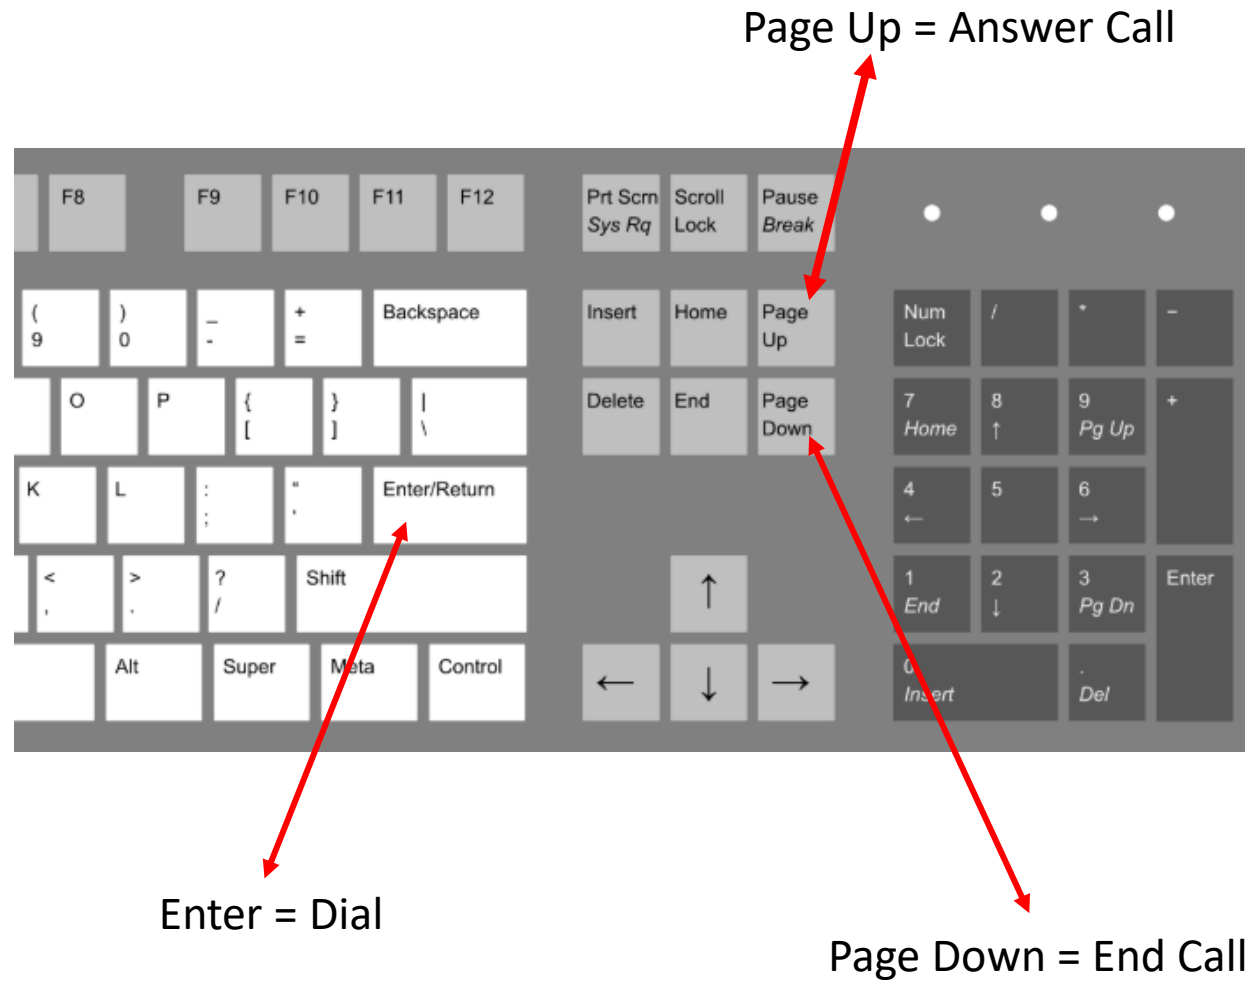 Page Up = Answer Call
F8 F9 F10 F11 F12 Prt Scrn Scroll Pause
Sys Rq Lock Break
( ) _ + Backspace Insert Home Page Num / * −
9 0 - = Up Lock
O P { } | Delete End Page 7 8 9 +
[ ] \ Down Home ↑ Pg Up
K L : " Enter/Return 4 5 6
; ' ← →
< > ? Shift ↑ 1 2 3 Enter
, . / End ↓ Pg Dn
Alt Super Meta Control ← ↓ → 0 .
Insert Del
Enter = Dial
Page Down = End Call